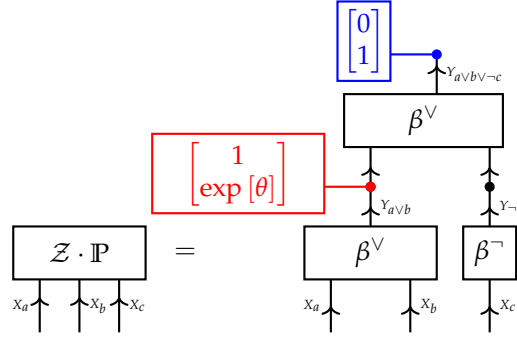 [0
1]
Y_{a∨b∨¬c}
β^∨
[1
exp [θ]]
Y_{a∨b}
Y_¬
𝒵 · ℙ
=
β^∨
β^¬
X_a
X_b
X_c
X_a
X_b
X_c